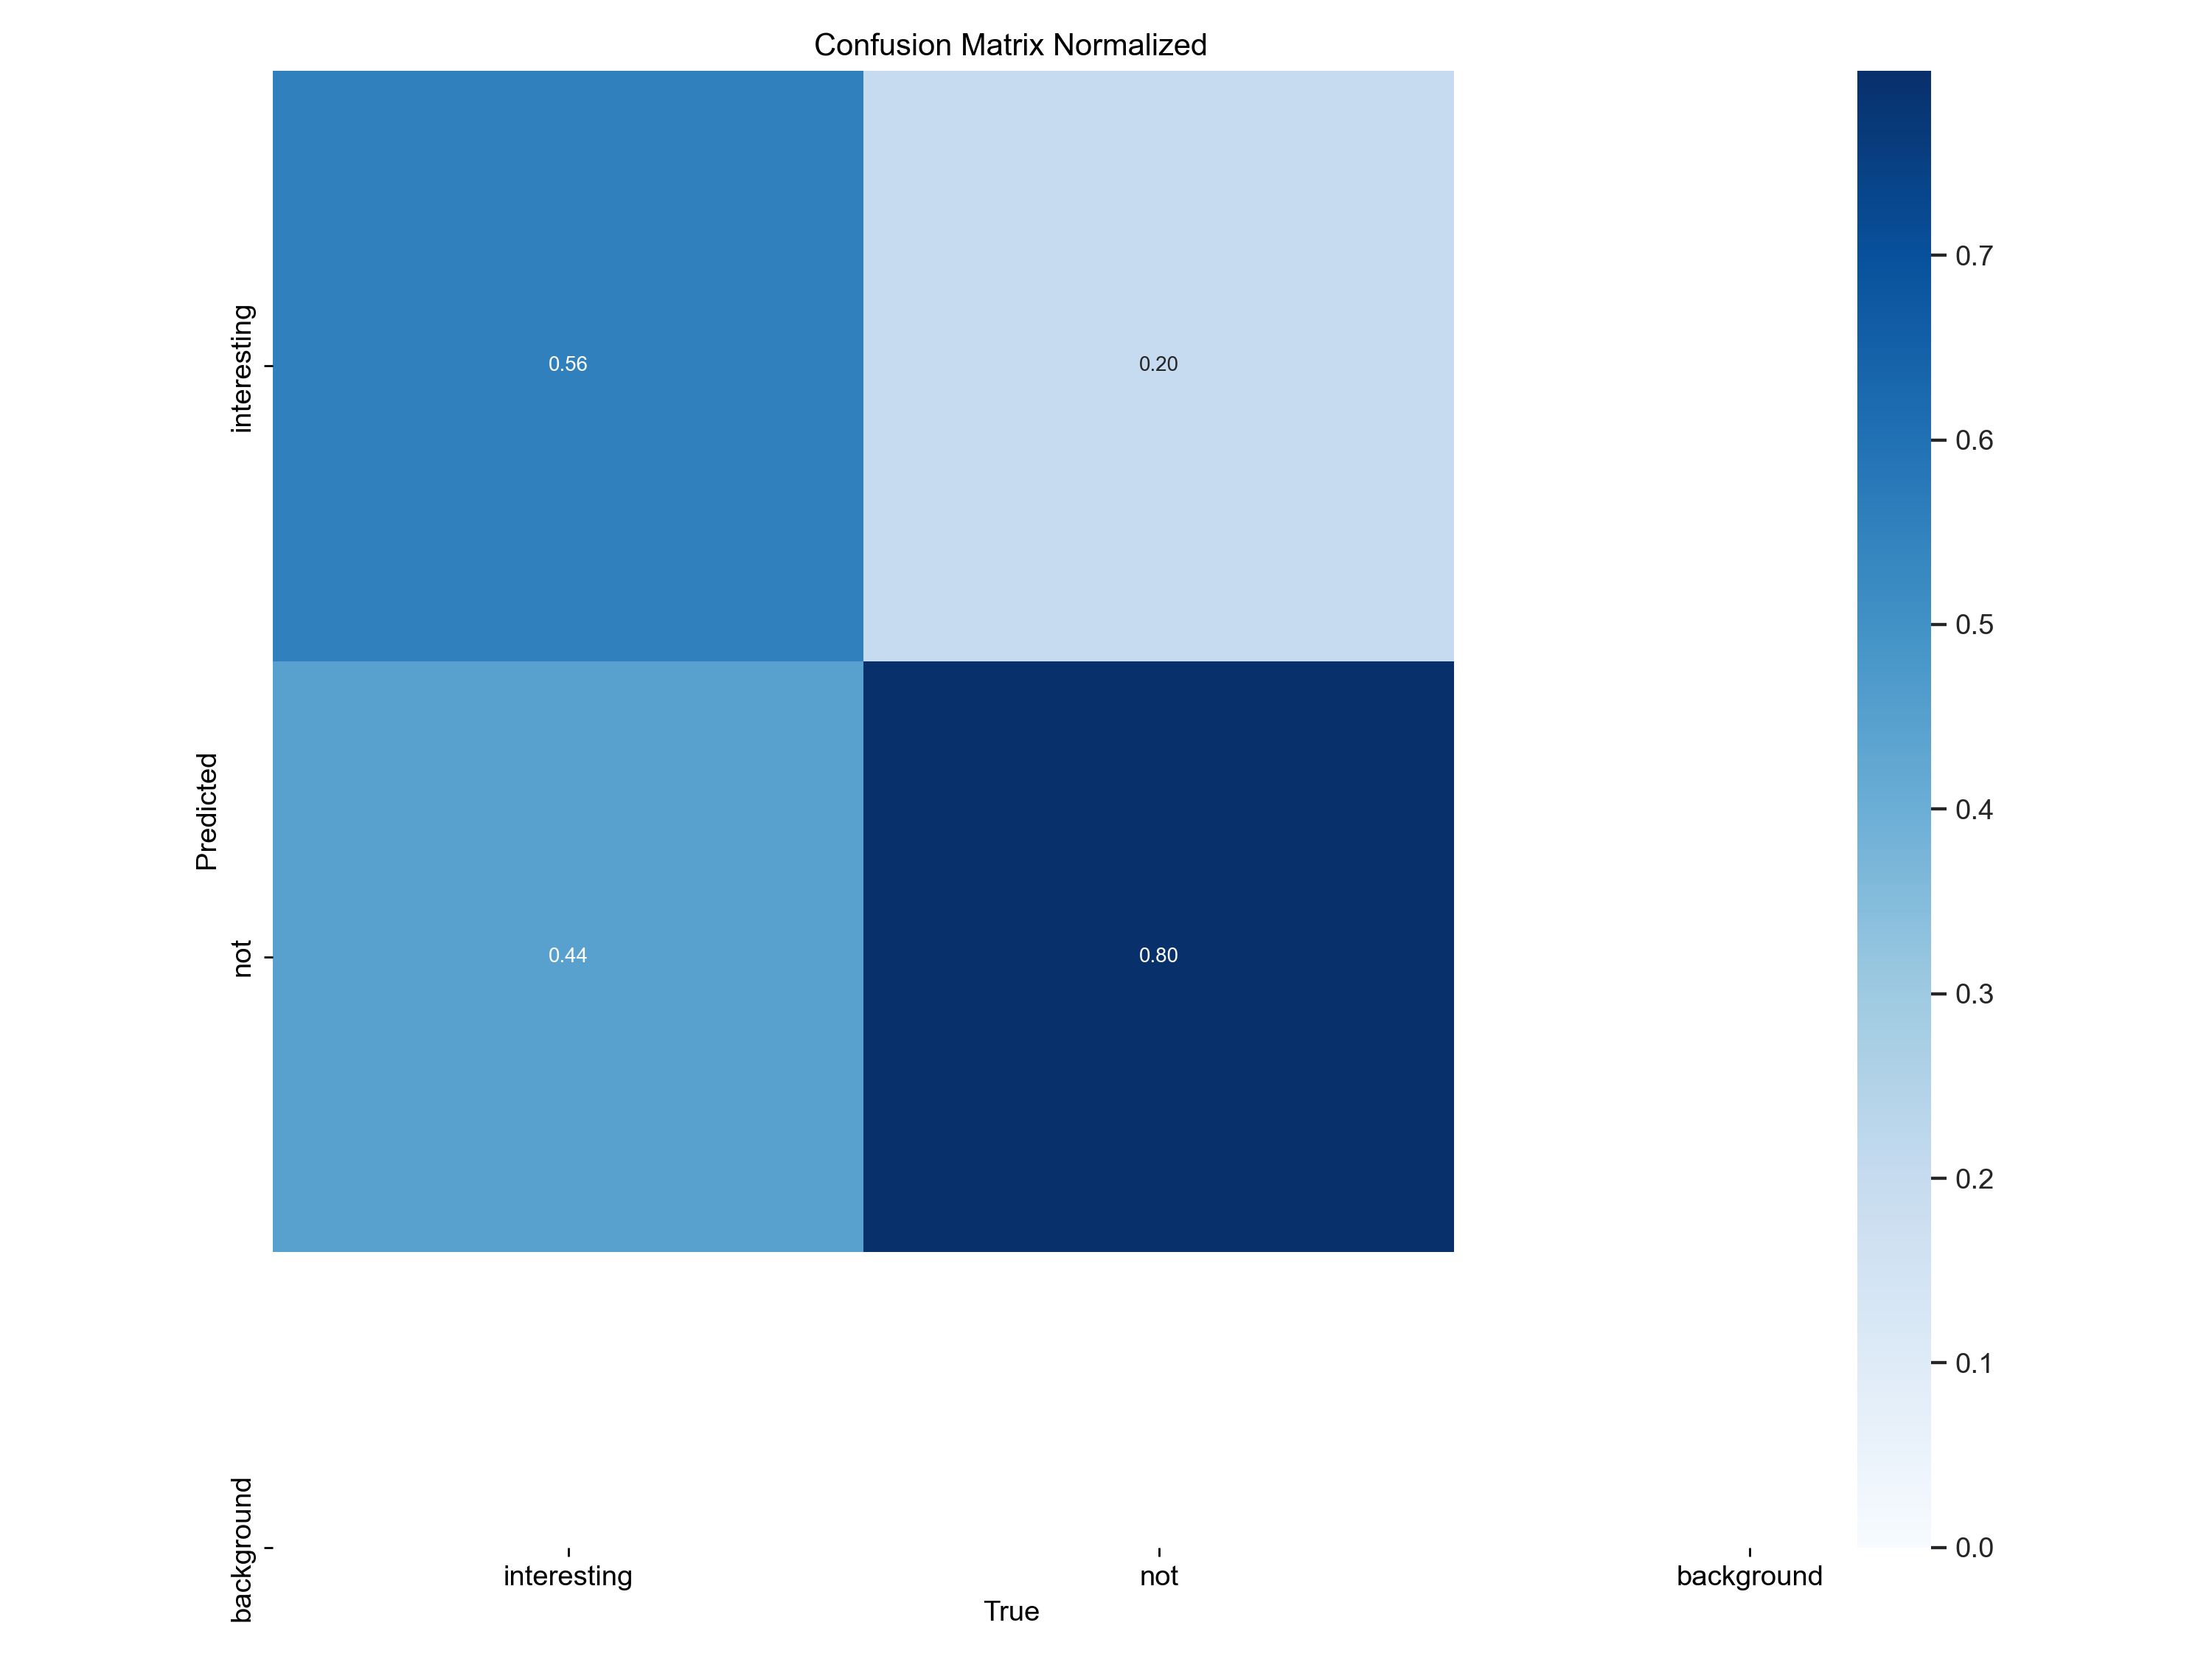 Confusion Matrix Normalized
interesting
0.56
0.20
0.7
0.6
0.5
Predicted
not
0.44
0.80
0.4
0.3
0.2
0.1
0.0
background
interesting
not
background
True